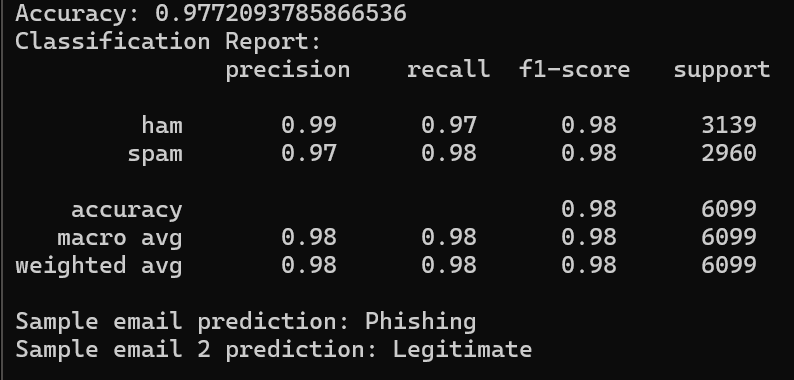 Accuracy: 0.9772093785866536
Classification Report:
precision recall f1-score support
ham 0.99 0.97 0.98 3139
spam 0.97 0.98 0.98 2960
accuracy 0.98 6099
macro avg 0.98 0.98 0.98 6099
weighted avg 0.98 0.98 0.98 6099
Sample email prediction: Phishing
Sample email 2 prediction: Legitimate